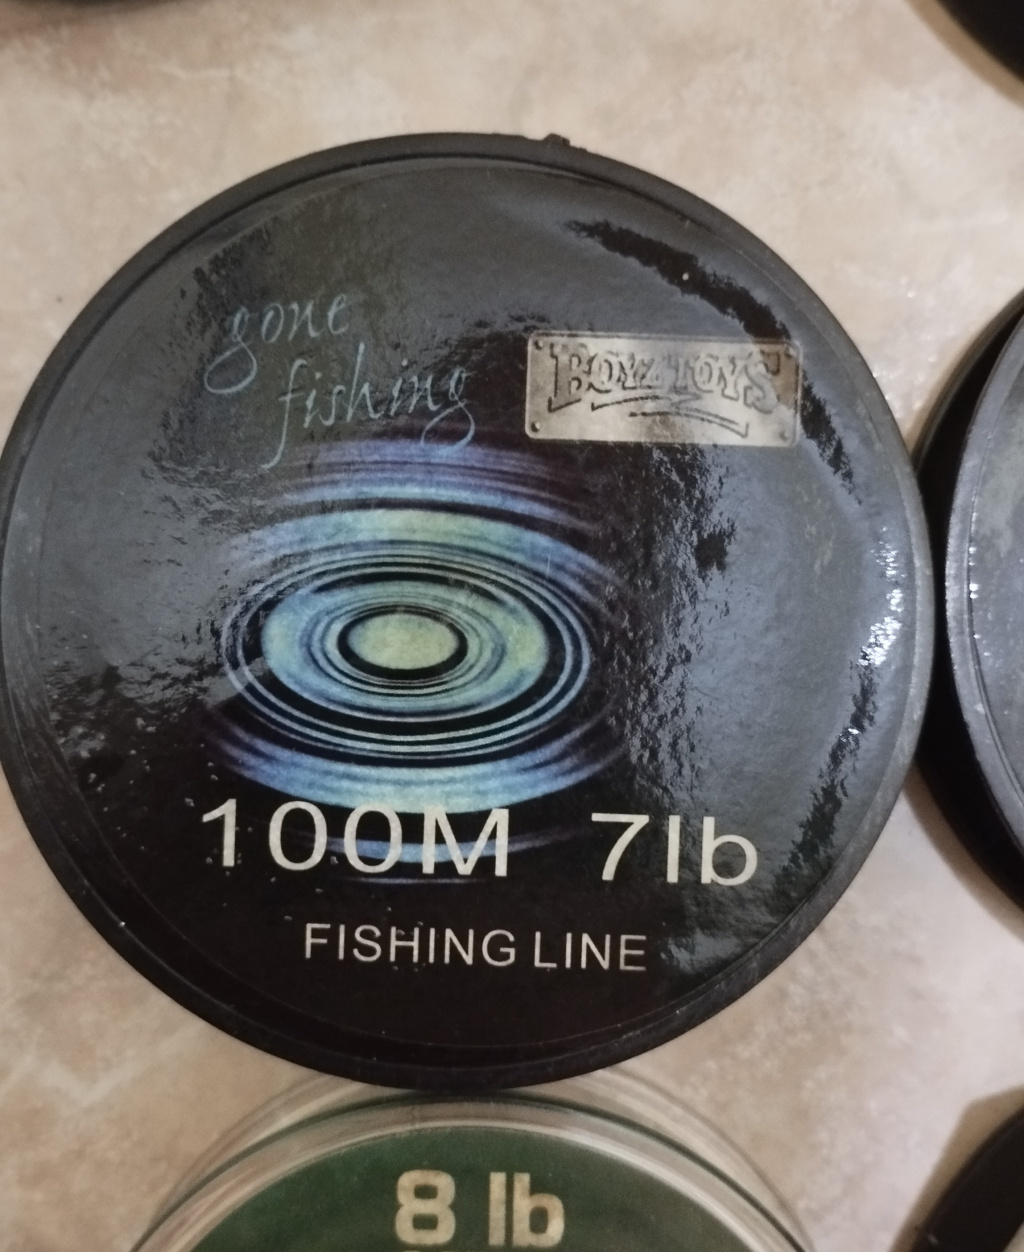 gone
fishing
BOYZ TOYS
100M 7lb
FISHING LINE
8 lb